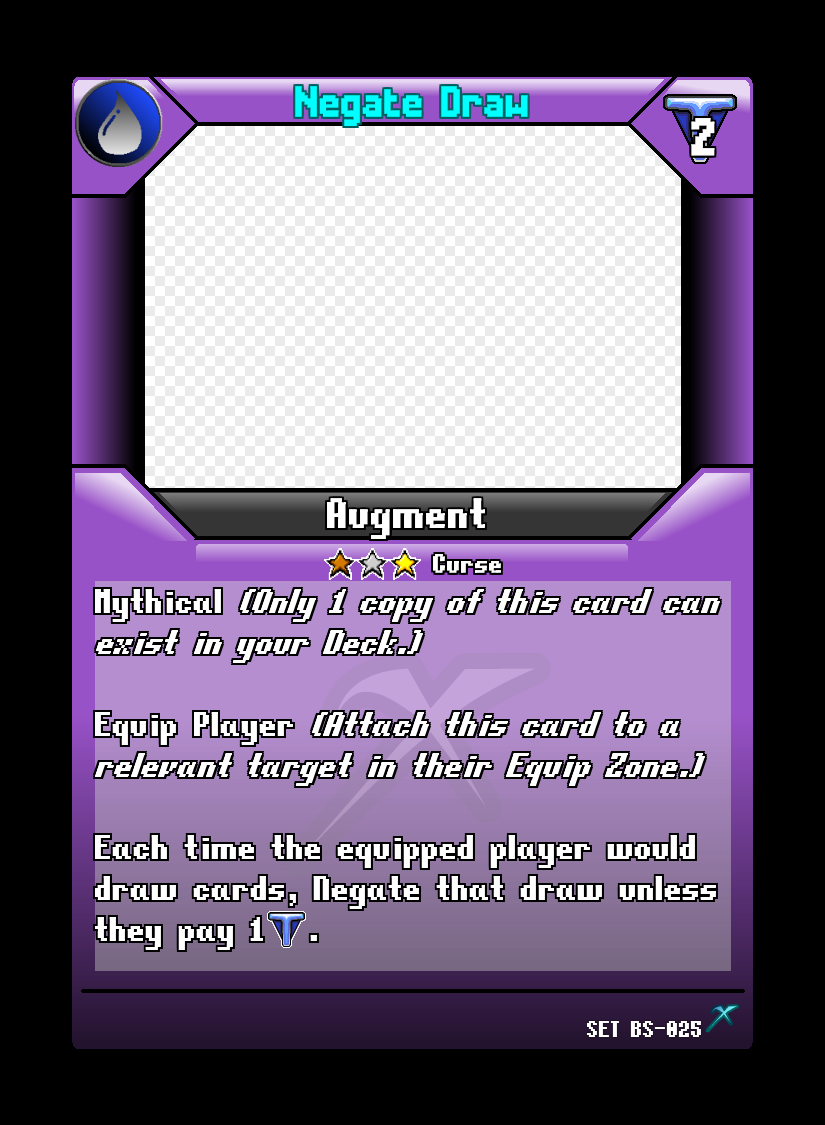 Negate Draw
2
Augment
Curse
Mythical (Only 1 copy of this card can
exist in your Deck.)
Equip Player (Attach this card to a
relevant target in their Equip Zone.)
Each time the equipped player would
draw cards, Negate that draw unless
they pay 1T.
SET BS-025